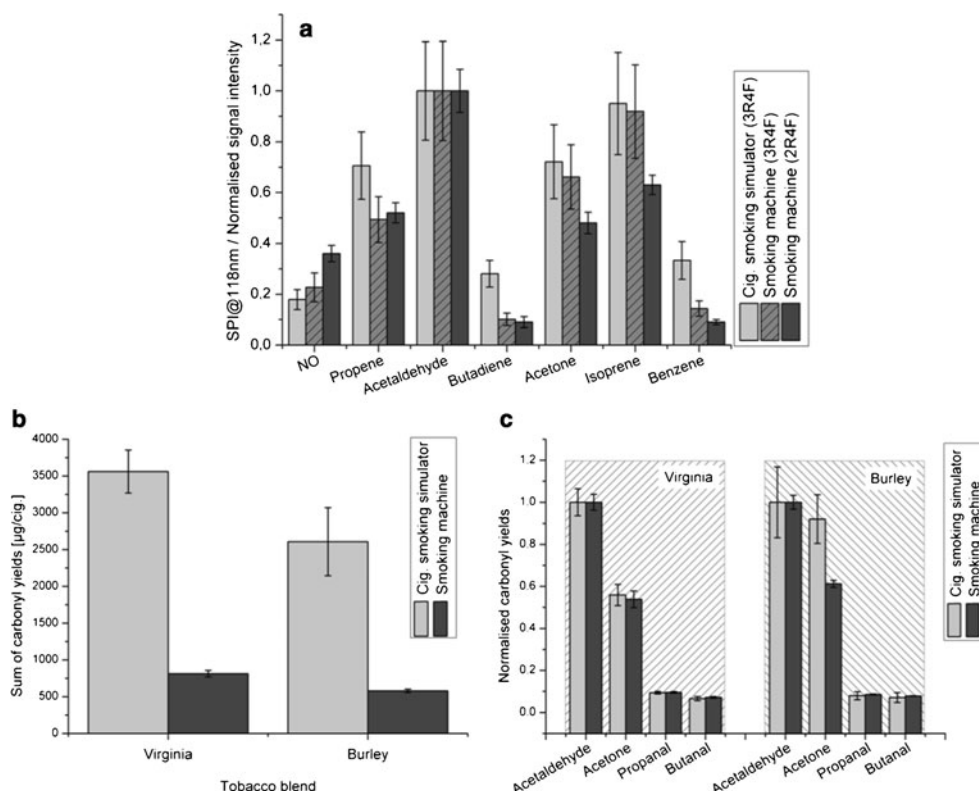 a
SPI@118nm / Normalised signal intensity
1.2
1.0
0.8
0.6
0.4
0.2
0.0
NO
Propene
Acetaldehyde
Butadiene
Acetone
Isoprene
Benzene
Cig. smoking simulator (3R4F)
Smoking machine (3R4F)
Smoking machine (2R4F)
b
Sum of carbonyl yields [µg/cig.]
4000
3500
3000
2500
2000
1500
1000
500
0
Virginia
Burley
Tobacco blend
Cig. smoking simulator
Smoking machine
c
Normalised carbonyl yields
1.2
1.0
0.8
0.6
0.4
0.2
0.0
Virginia
Burley
Acetaldehyde
Acetone
Propanal
Butanal
Acetaldehyde
Acetone
Propanal
Butanal
Cig. smoking simulator
Smoking machine